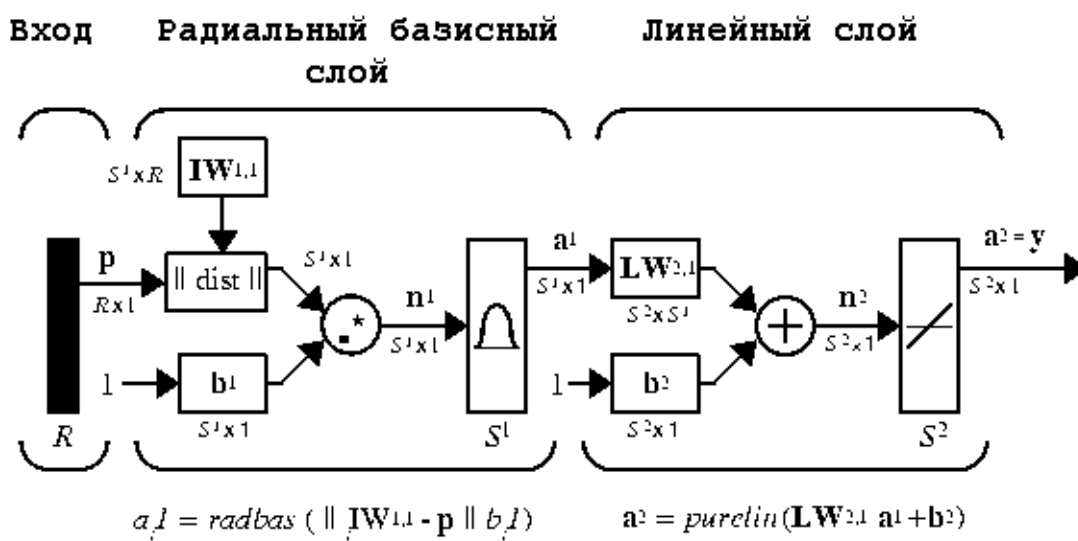 Вход Радиальный базисный слой Линейный слой
S¹xR IW1,1
p Rx1 || dist || S¹x1
n¹ S¹x1
.*
1 b¹ S¹x1
R
S¹
a¹ S¹x1 LW2,1 S²xS¹
1 b² S²x1
n² S²x1
a² = y S²x1
S²
a¡1 = radbas ( || ¡IW1,1 - p || b¡1)
a² = purelin(LW2,1 a¹+b²)